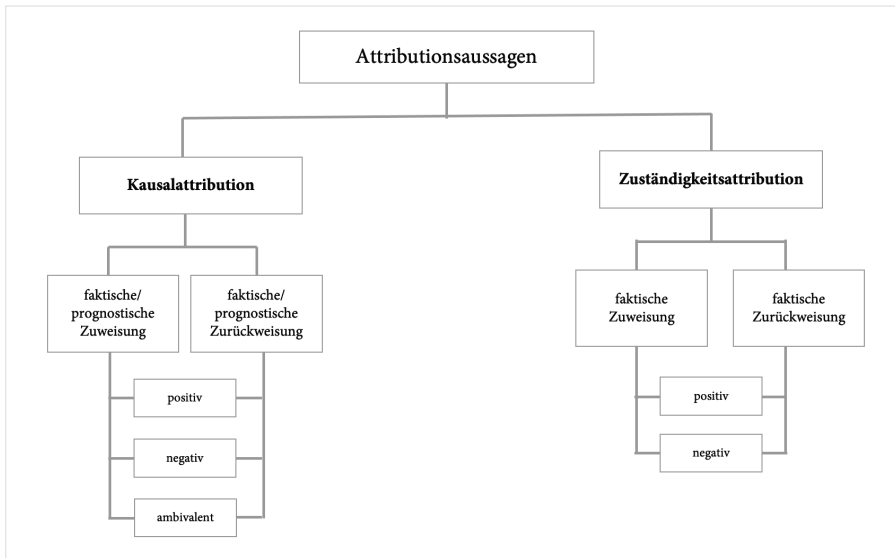 Attributionsaussagen
Kausalattribution
Zuständigkeitsattribution
faktische/
prognostische
Zuweisung
faktische/
prognostische
Zurückweisung
faktische
Zuweisung
faktische
Zurückweisung
positiv
negativ
ambivalent
positiv
negativ